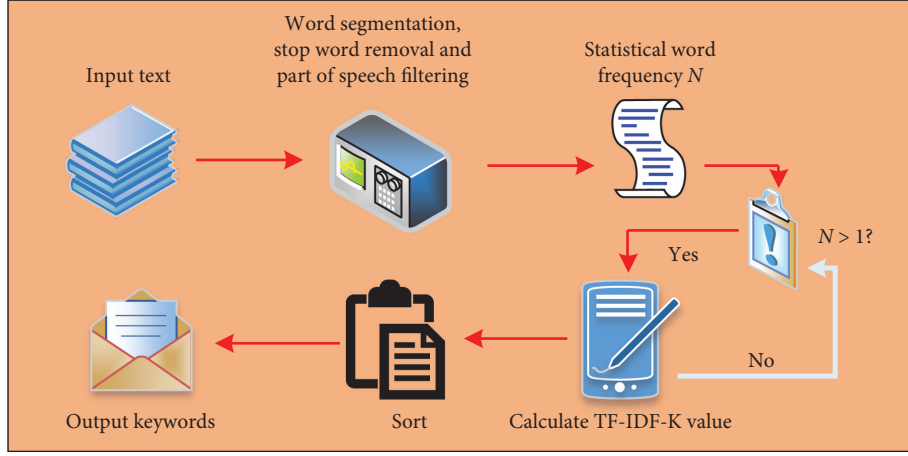 Input text
Word segmentation,
stop word removal and
part of speech filtering
Statistical word
frequency N
N > 1?
Yes
No
Calculate TF-IDF-K value
Sort
Output keywords